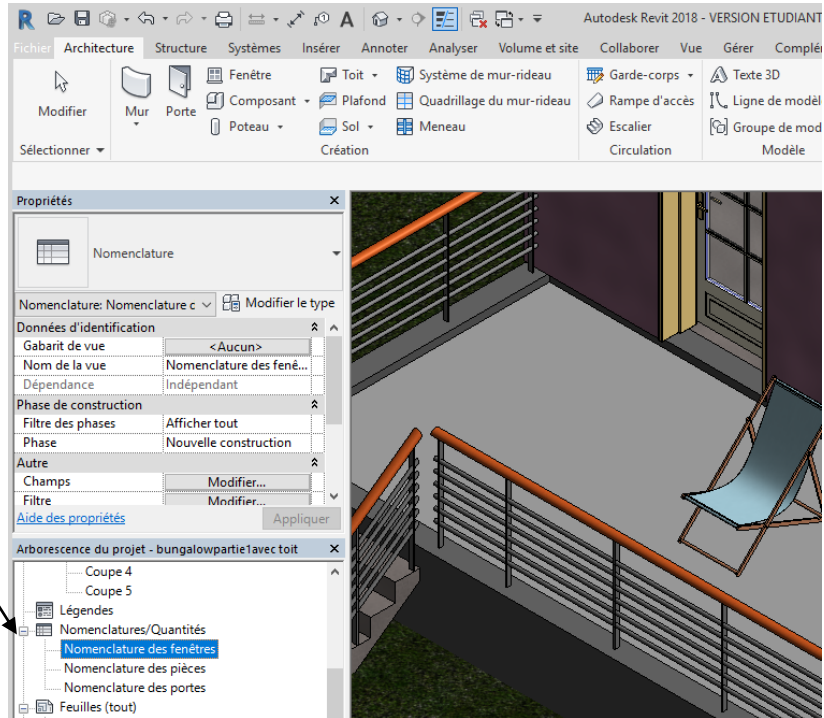 Autodesk Revit 2018 - VERSION ETUDIANT
Fichier Architecture Structure Systèmes Insérer Annoter Analyser Volume et site Collaborer Vue Gérer Complé
Modifier
Mur
Porte
Fenêtre
Composant
Poteau
Toit
Plafond
Sol
Système de mur-rideau
Quadrillage du mur-rideau
Meneau
Garde-corps
Rampe d'accès
Escalier
Texte 3D
Ligne de modèl
Groupe de mod
Sélectionner
Création
Circulation
Modèle
Propriétés
Nomenclature
Nomenclature: Nomenclature c
Modifier le type
Données d'identification
Gabarit de vue <Aucun>
Nom de la vue Nomenclature des fenê...
Dépendance Indépendant
Phase de construction
Filtre des phases Afficher tout
Phase Nouvelle construction
Autre
Champs Modifier...
Filtre Modifier...
Aide des propriétés Appliquer
Arborescence du projet - bungalowpartie1avec toit
Coupe 4
Coupe 5
Légendes
Nomenclatures/Quantités
Nomenclature des fenêtres
Nomenclature des pièces
Nomenclature des portes
Feuilles (tout)